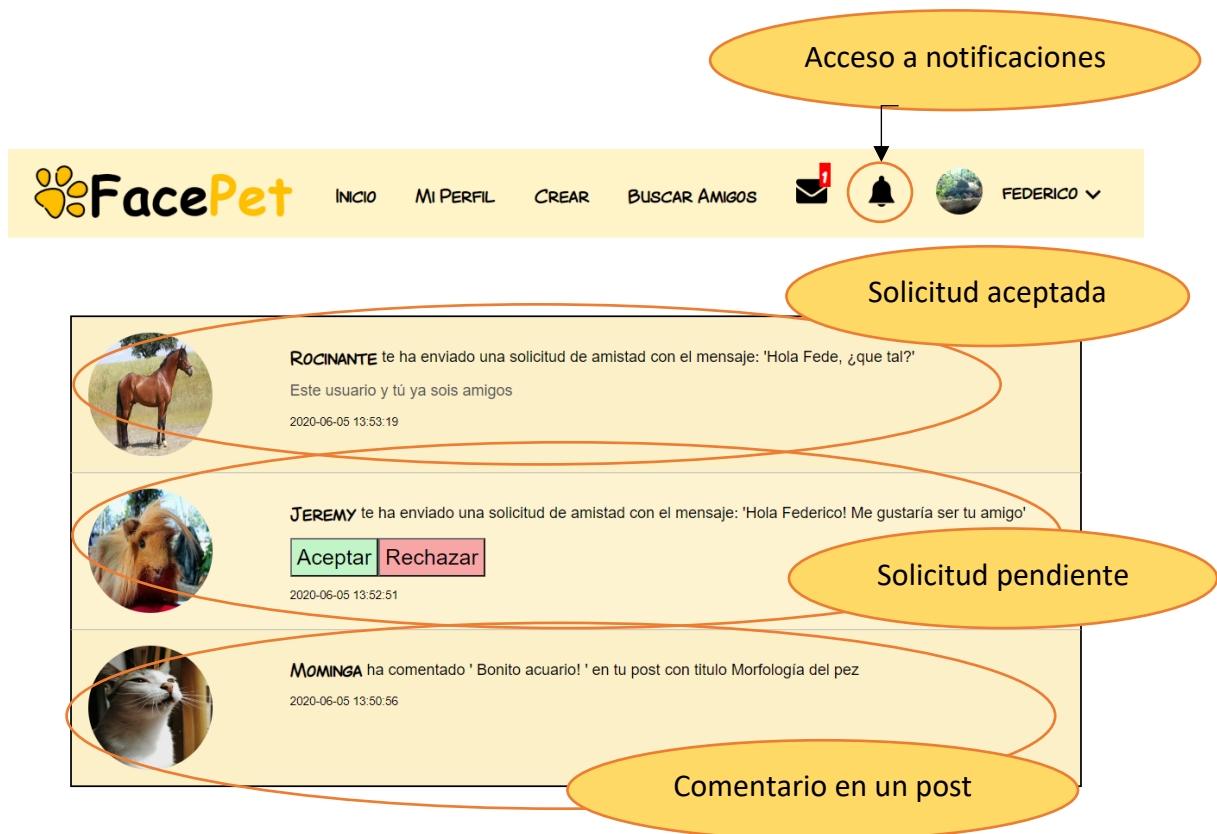 Acceso a notificaciones
FacePet INICIO MI PERFIL CREAR BUSCAR AMIGOS 1 FEDERICO
Solicitud aceptada
ROCINANTE te ha enviado una solicitud de amistad con el mensaje: 'Hola Fede, ¿que tal?'
Este usuario y tú ya sois amigos
2020-06-05 13:53:19
JEREMY te ha enviado una solicitud de amistad con el mensaje: 'Hola Federico! Me gustaría ser tu amigo'
Aceptar Rechazar
Solicitud pendiente
2020-06-05 13:52:51
MOMINGA ha comentado ' Bonito acuario! ' en tu post con titulo Morfología del pez
2020-06-05 13:50:56
Comentario en un post